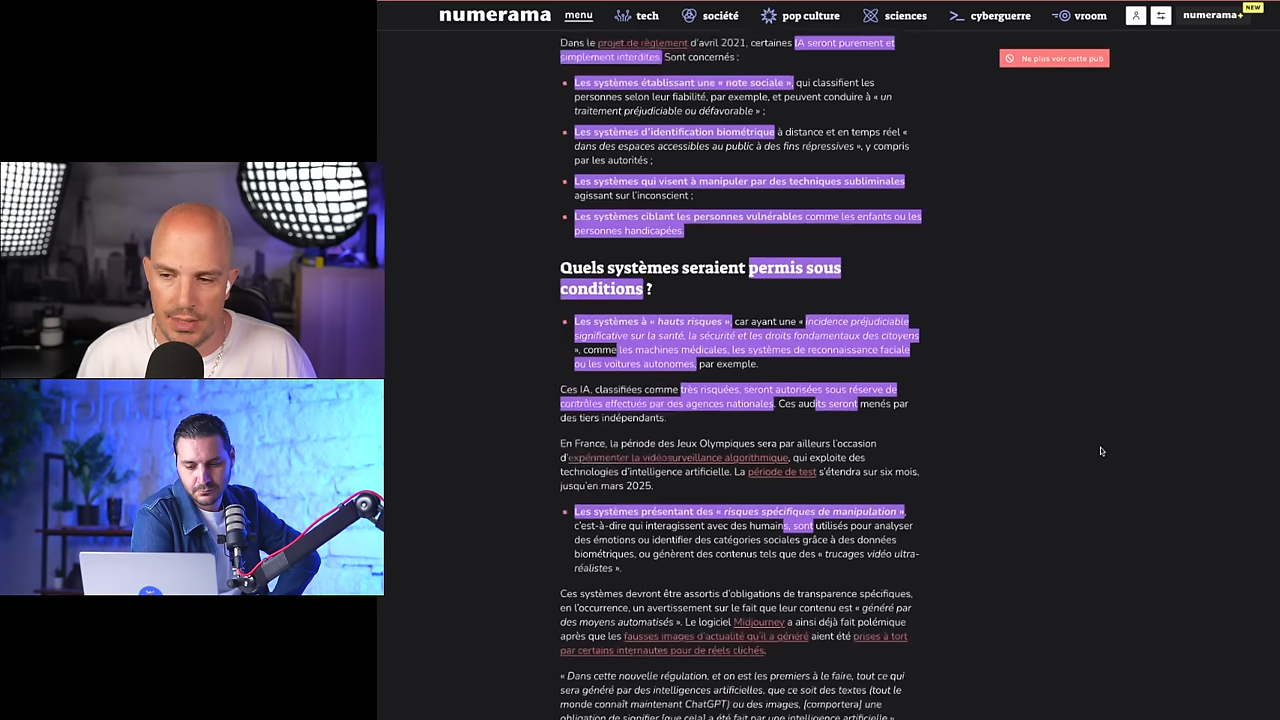 numerama menu tech société pop culture sciences cyberguerre vroom numerama+ NEW
Dans le projet de règlement d'avril 2021, certaines IA seront purement et
simplement interdites. Sont concernés :
Ne plus voir cette pub
Les systèmes établissant une « note sociale », qui classifient les
personnes selon leur fiabilité, par exemple, et peuvent conduire à « un
traitement préjudiciable ou défavorable » ;
Les systèmes d'identification biométrique à distance et en temps réel «
dans des espaces accessibles au public à des fins répressives », y compris
par les autorités ;
Les systèmes qui visent à manipuler par des techniques subliminales
agissant sur l'inconscient ;
Les systèmes ciblant les personnes vulnérables comme les enfants ou les
personnes handicapées.
Quels systèmes seraient permis sous
conditions ?
Les systèmes à « hauts risques », car ayant une « incidence préjudiciable
significative sur la santé, la sécurité et les droits fondamentaux des citoyens
», comme les machines médicales, les systèmes de reconnaissance faciale
ou les voitures autonomes, par exemple.
Ces IA, classifiées comme très risquées, seront autorisées sous réserve de
contrôles effectués par des agences nationales. Ces audits seront menés par
des tiers indépendants.
En France, la période des Jeux Olympiques sera par ailleurs l'occasion
d'expérimenter la vidéosurveillance algorithmique, qui exploite des
technologies d'intelligence artificielle. La période de test s'étendra sur six mois,
jusqu'en mars 2025.
Les systèmes présentant des « risques spécifiques de manipulation »,
c'est-à-dire qui interagissent avec des humains, sont utilisés pour analyser
des émotions ou identifier des catégories sociales grâce à des données
biométriques, ou génèrent des contenus tels que des « trucages vidéo ultra-
réalistes ».
Ces systèmes devront être assortis d'obligations de transparence spécifiques,
en l'occurrence, un avertissement sur le fait que leur contenu est « généré par
des moyens automatisés ». Le logiciel Midjourney a ainsi déjà fait polémique
après que les fausses images d'actualité qu'il a généré aient été prises à tort
par certains internautes pour de réels clichés.
« Dans cette nouvelle régulation, et on est les premiers à le faire, tout ce qui
sera généré par des intelligences artificielles, que ce soit des textes (tout le
monde connaît maintenant ChatGPT) ou des images, [comportera] une
obligation de signifier [que cela] a été fait par une intelligence artificielle »